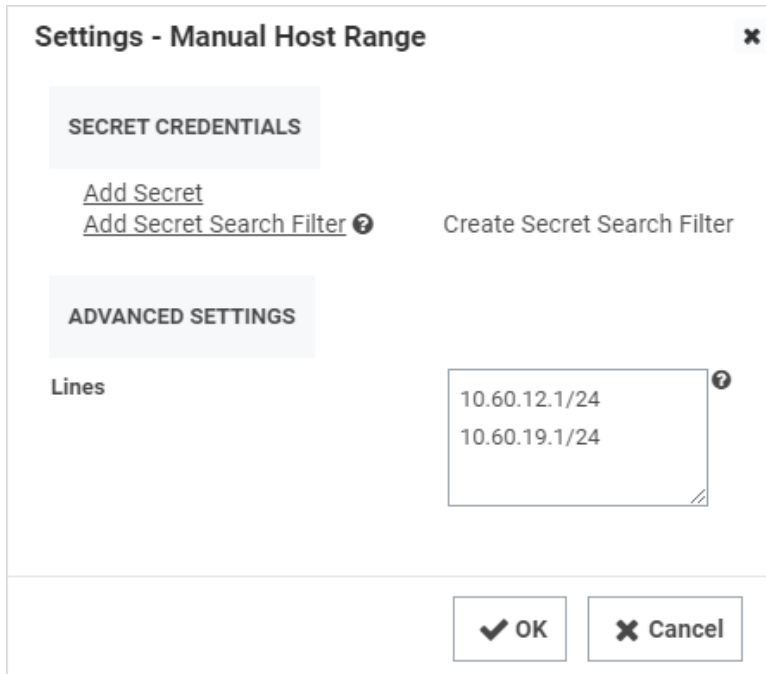 Settings - Manual Host Range
SECRET CREDENTIALS
Add Secret
Add Secret Search Filter
Create Secret Search Filter
ADVANCED SETTINGS
Lines
10.60.12.1/24
10.60.19.1/24
OK
Cancel